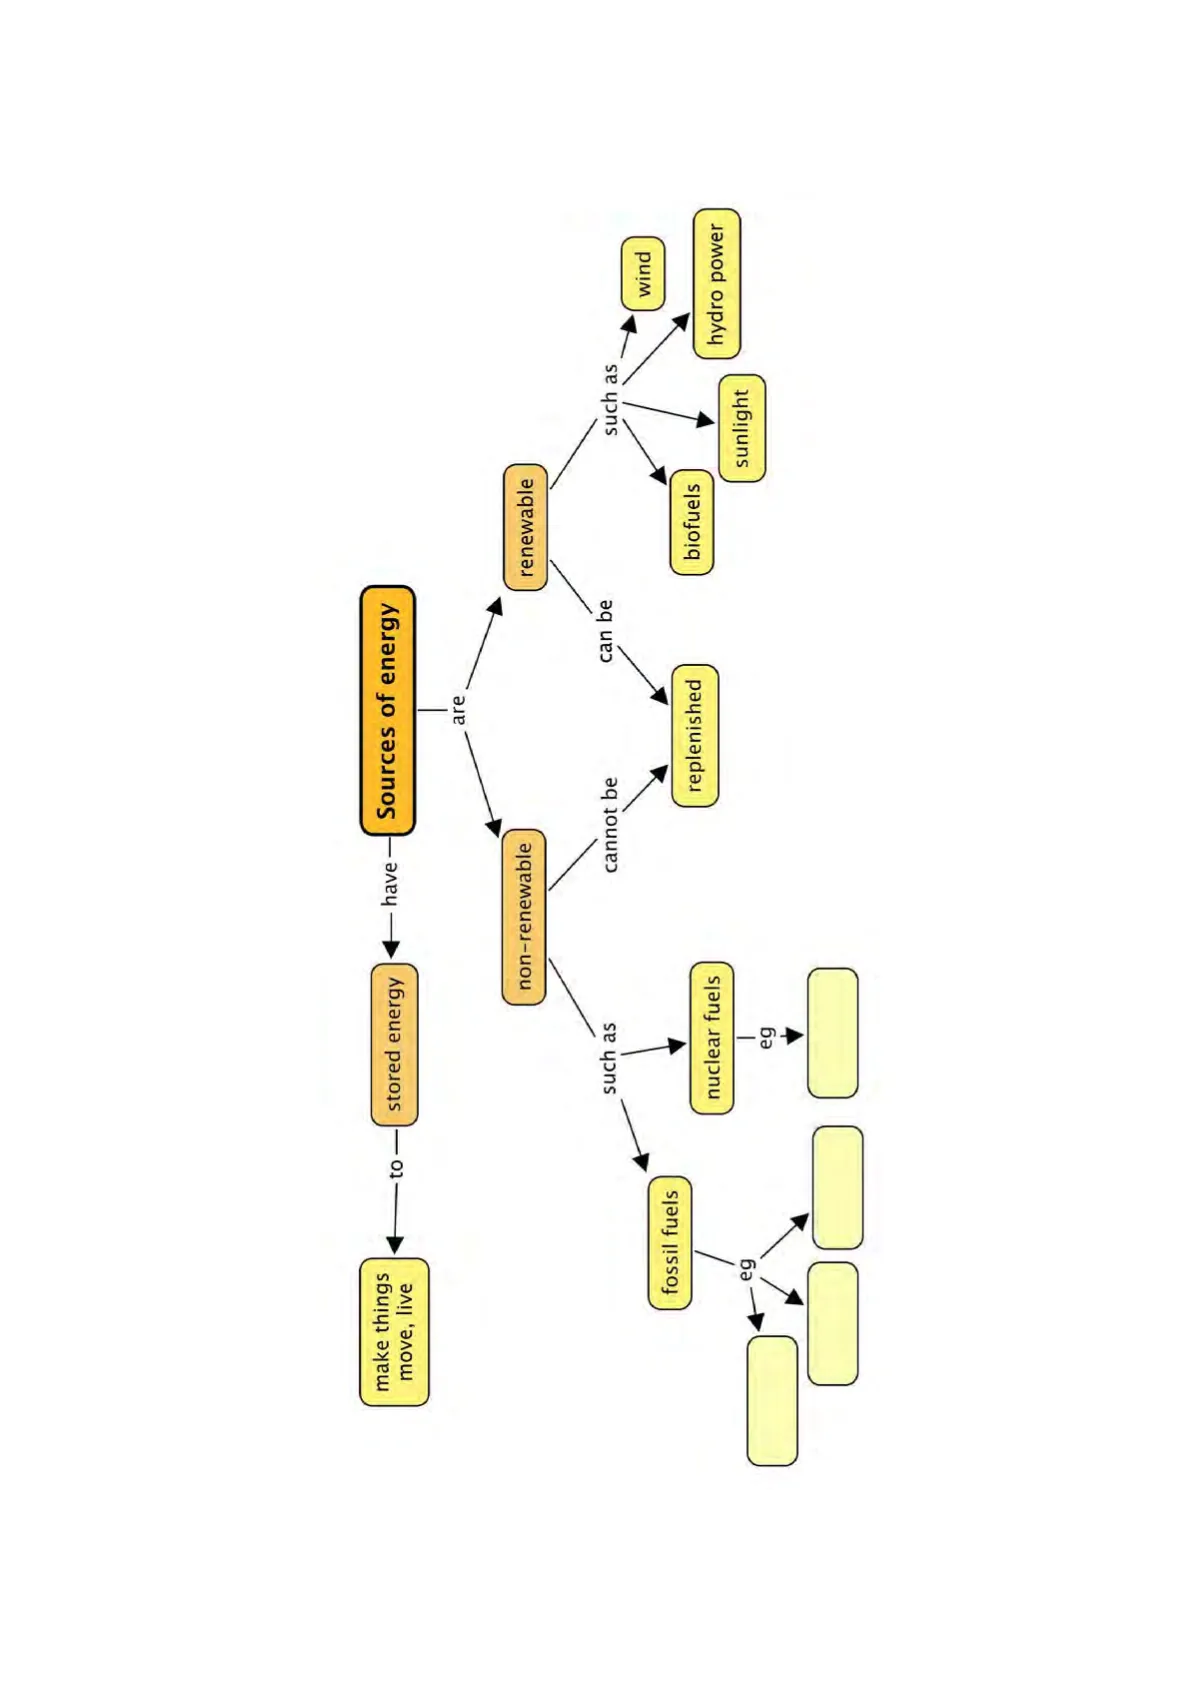 Sources of energy
have
stored energy
to
make things
move, live
are
non-renewable
renewable
such as
cannot be
can be
such as
fossil fuels
nuclear fuels
replenished
biofuels
sunlight
hydro power
wind
eg
eg